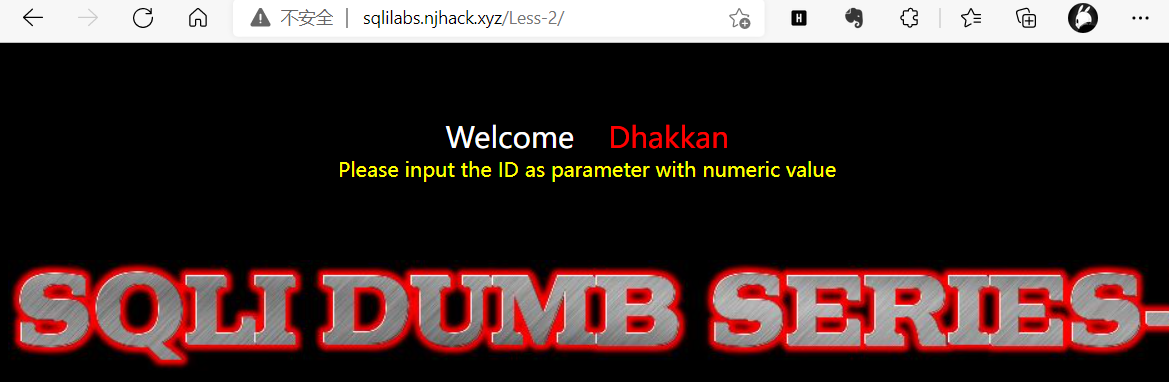 不安全 | sqlilabs.njhack.xyz/Less-2/
Welcome Dhakkan
Please input the ID as parameter with numeric value
SQLI DUMB SERIES-